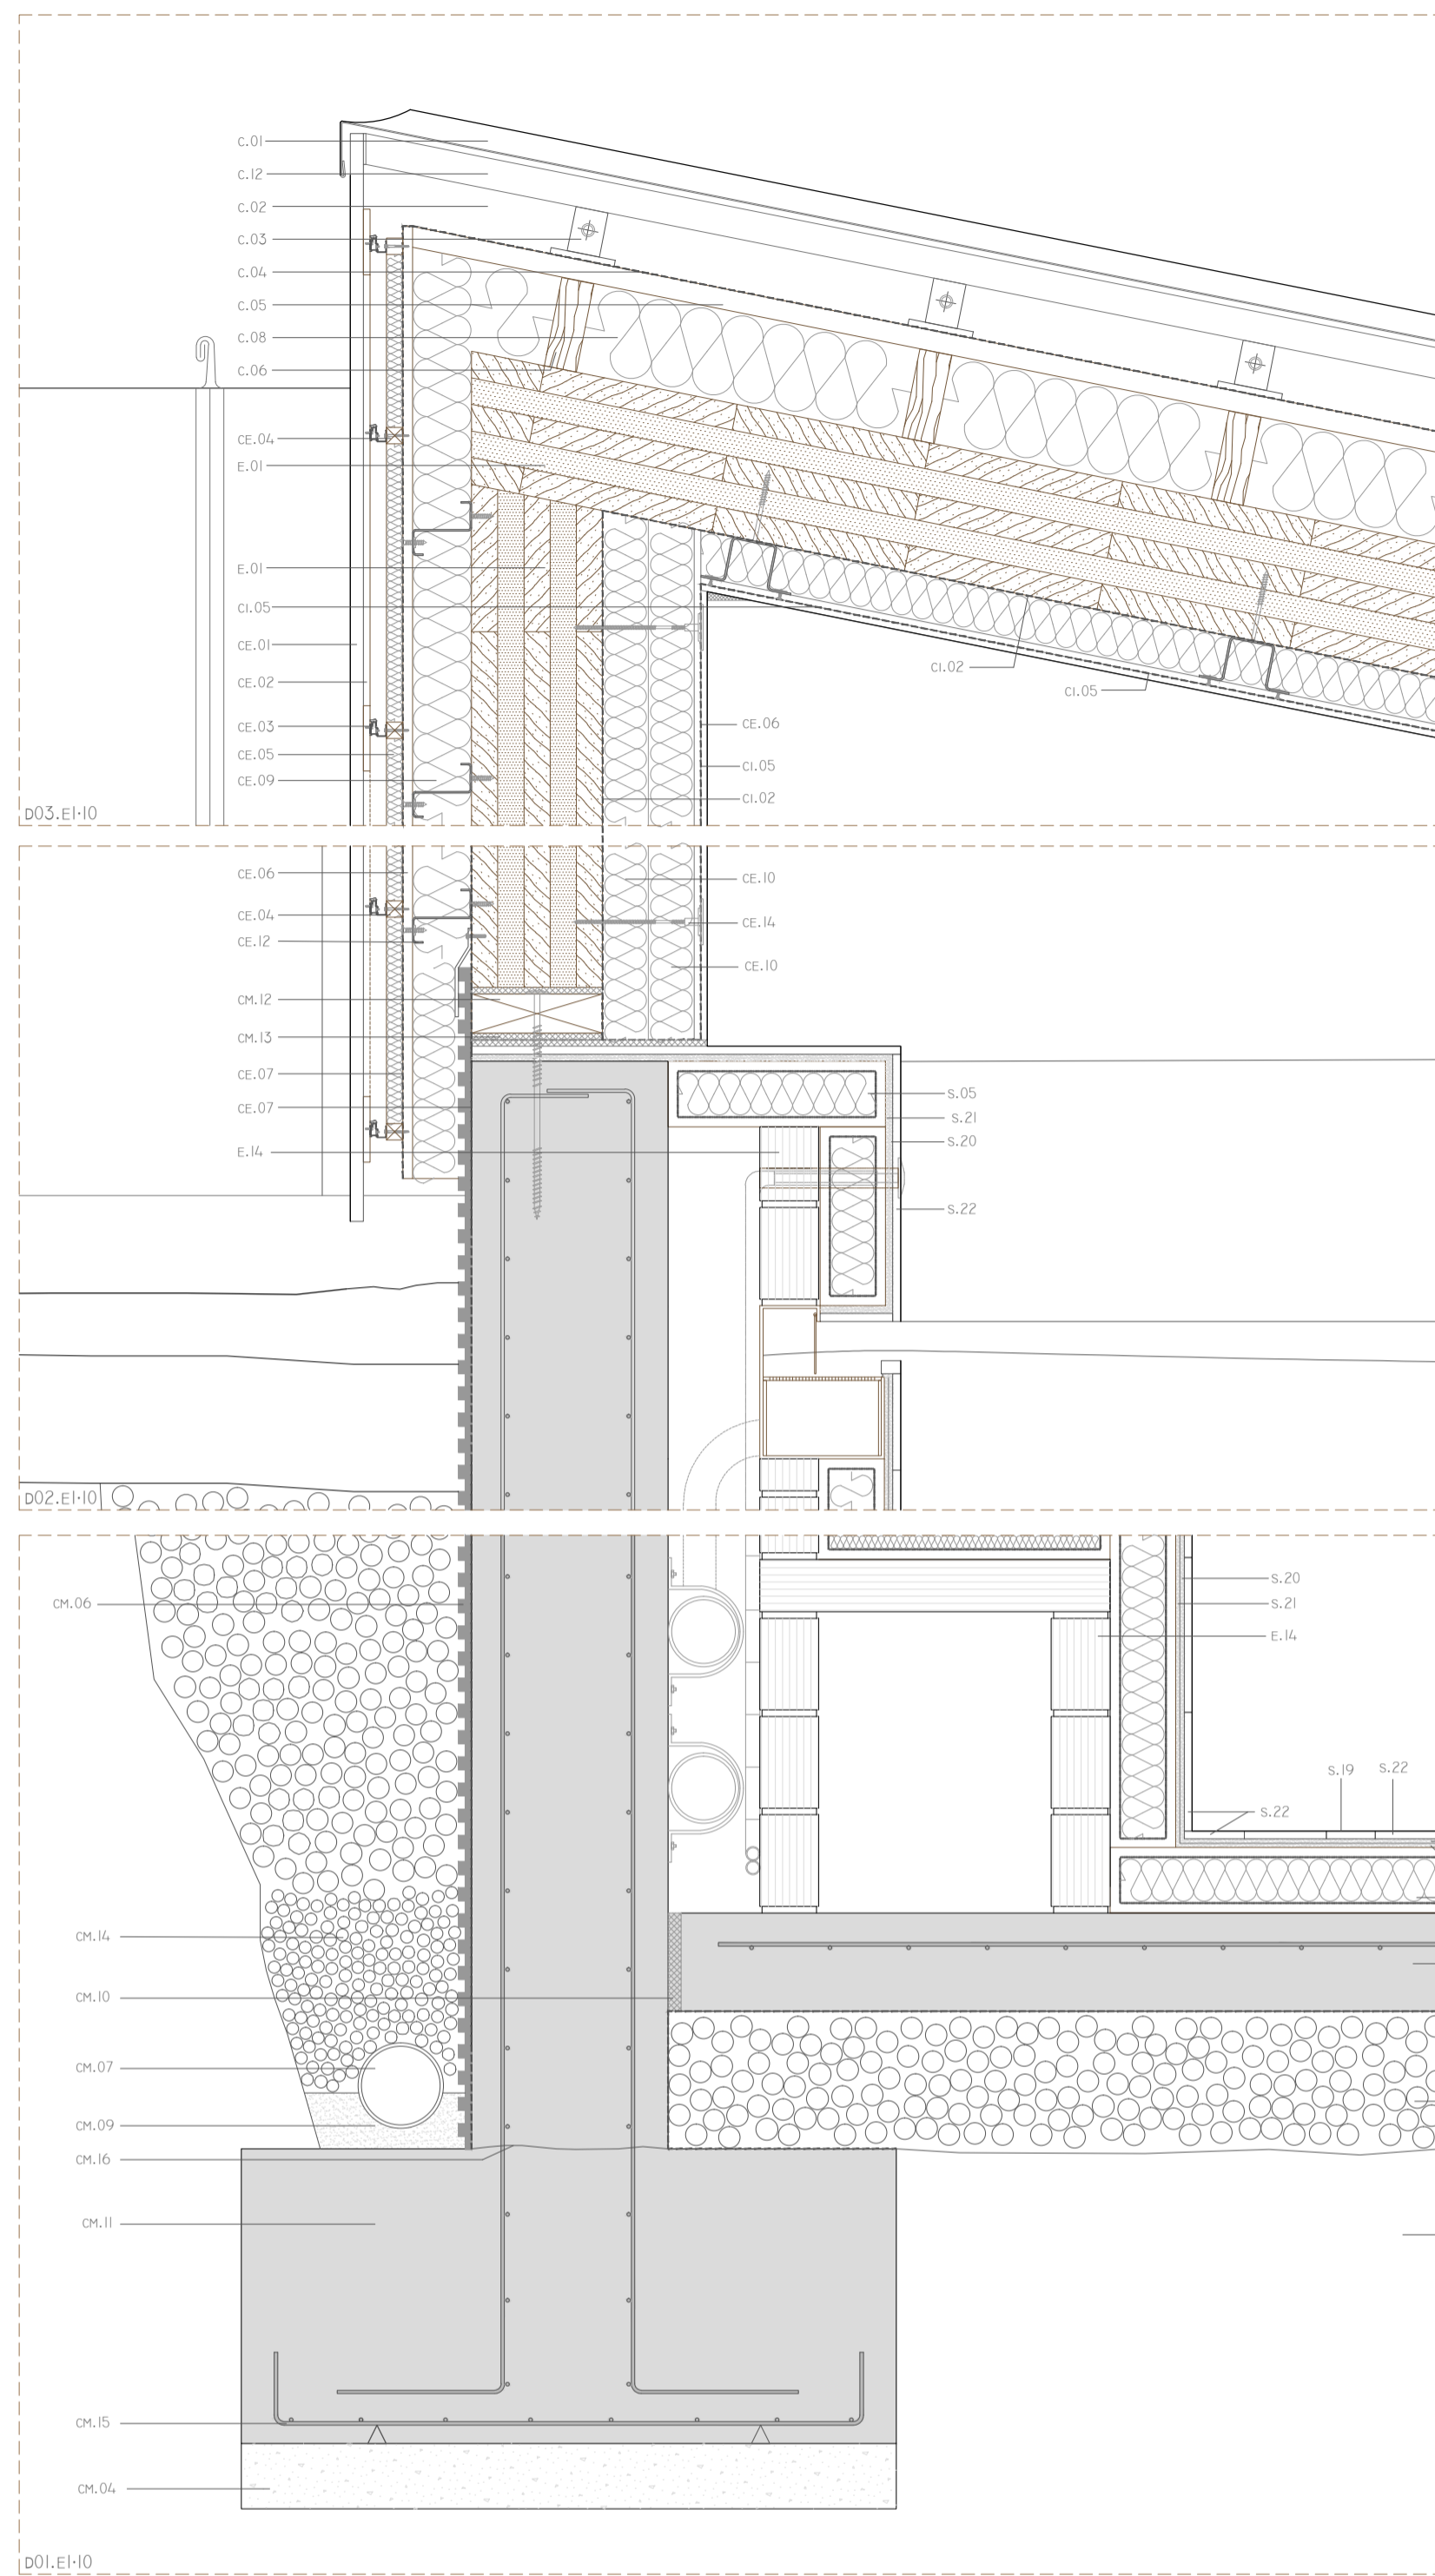 C.01
C.12
C.02
C.03
C.04
C.05
C.08
C.06
CE.04
E.01
E.01
CI.05
CE.01
CI.02
CE.02
CI.05
CE.03
CE.06
CE.05
CI.05
CE.09
CI.02
D03.E1·10
CE.06
CE.10
CE.04
CE.14
CE.12
CE.10
CM.12
CM.13
CE.07
S.05
CE.07
S.21
S.20
E.14
S.22
D02.E1·10
S.20
CM.06
S.21
E.14
S.19
S.22
S.22
CM.14
CM.10
CM.07
CM.09
CM.16
CM.11
CM.15
CM.04
D01.E1·10